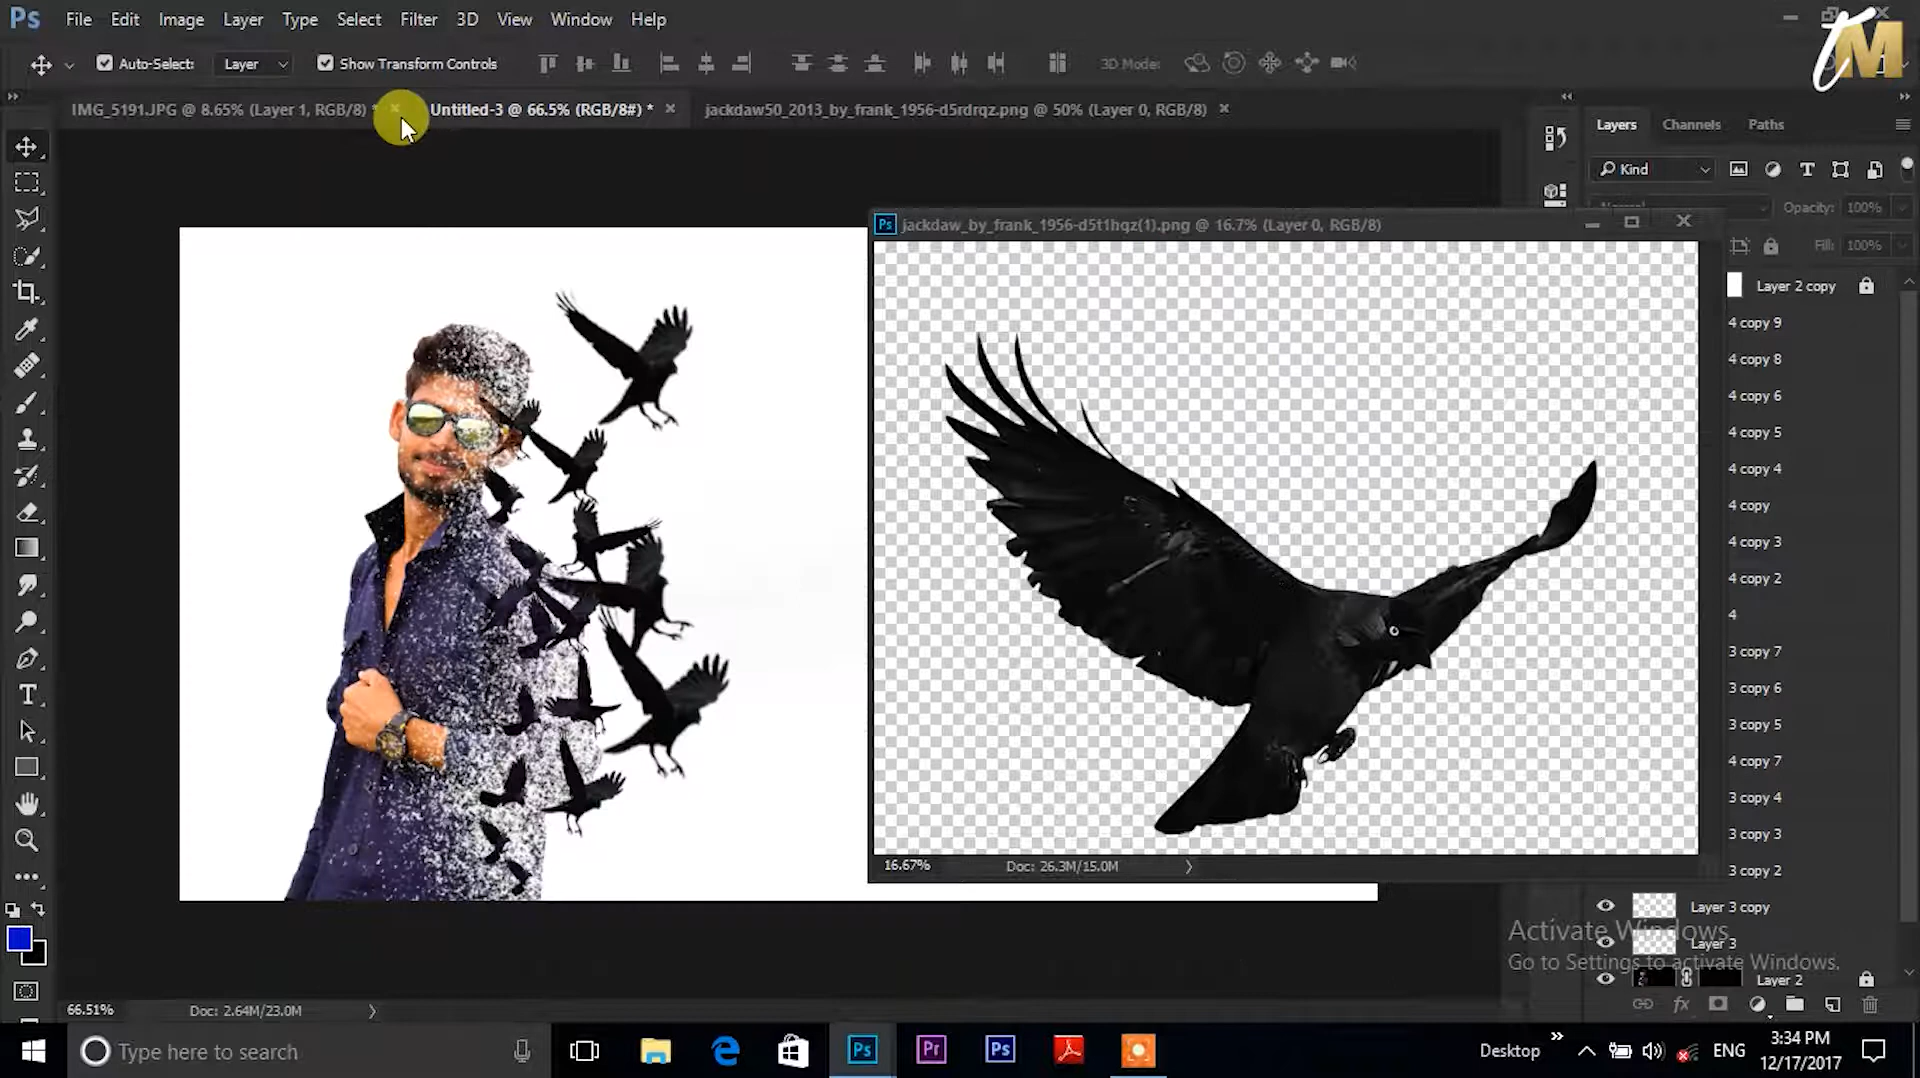 Ps File Edit Image Layer Type Select Filter 3D View Window Help
tM
Auto-Select: Layer Show Transform Controls 3D Mode:
IMG_5191.JPG @ 8.65% (Layer 1, RGB/8) * Untitled-3 @ 66.5% (RGB/8#) * jackdaw50_2013_by_frank_1956-d5rdrqz.png @ 50% (Layer 0, RGB/8)
Layers Channels Paths
Kind
Opacity: 100%
Ps jackdaw_by_frank_1956-d5t1hqz(1).png @ 16.7% (Layer 0, RGB/8)
Fill: 100%
Layer 2 copy
4 copy 9
4 copy 8
4 copy 6
4 copy 5
4 copy 4
4 copy
4 copy 3
4 copy 2
4
3 copy 7
3 copy 6
3 copy 5
4 copy 7
3 copy 4
3 copy 3
3 copy 2
16.67% Doc: 26.3M/15.0M
Layer 3 copy
Activate Windows
Layer 3
Go to Settings to activate Windows.
Layer 2
fx
66.51% Doc: 2.64M/23.0M
Type here to search
Ps Pr Ps
Desktop ENG
3:34 PM
12/17/2017